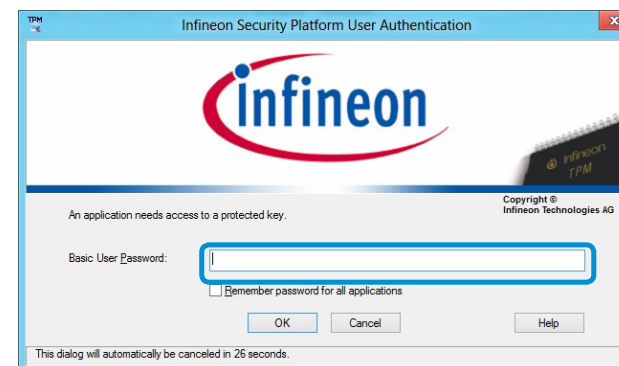 TPM
Infineon Security Platform User Authentication
X
infineon
Infineon
TPM
Copyright ©
Infineon Technologies AG
An application needs access to a protected key.
Basic User Password:
Remember password for all applications
OK Cancel Help
This dialog will automatically be canceled in 26 seconds.